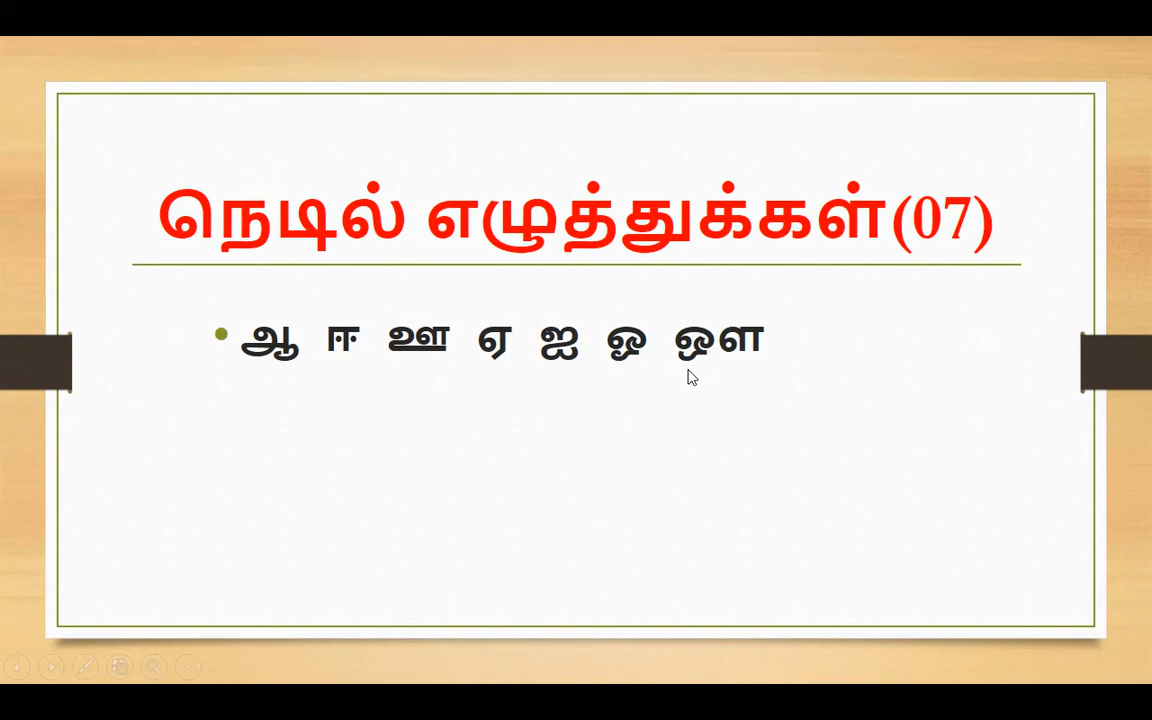 நெடில் எழுத்துக்கள்(07)
• ஆ ஈ ஊ ஏ ஐ ஓ ஔ